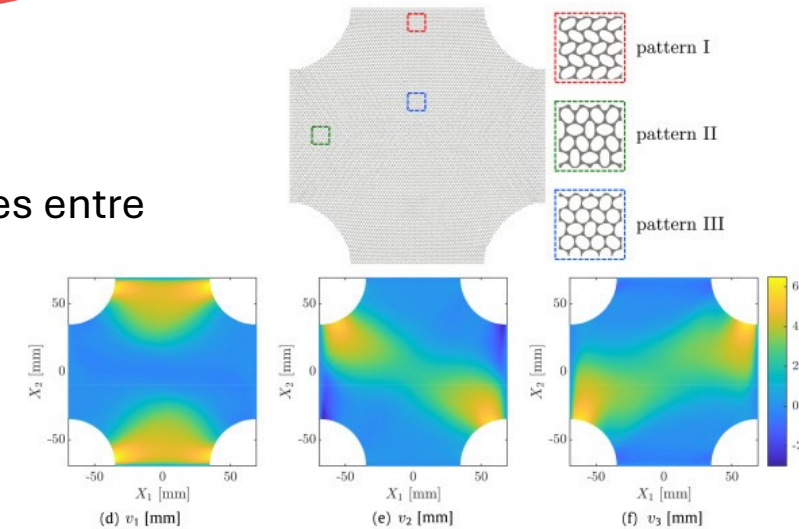 pattern I
pattern II
es entre
pattern III
50
0
-50
X₂ [mm]
-50
0
50
X₁ [mm]
(d) v₁ [mm]
50
0
-50
X₂ [mm]
-50
0
50
X₁ [mm]
(e) v₂ [mm]
50
0
-50
X₂ [mm]
-50
0
50
X₁ [mm]
(f) v₃ [mm]
6
4
2
0
-2